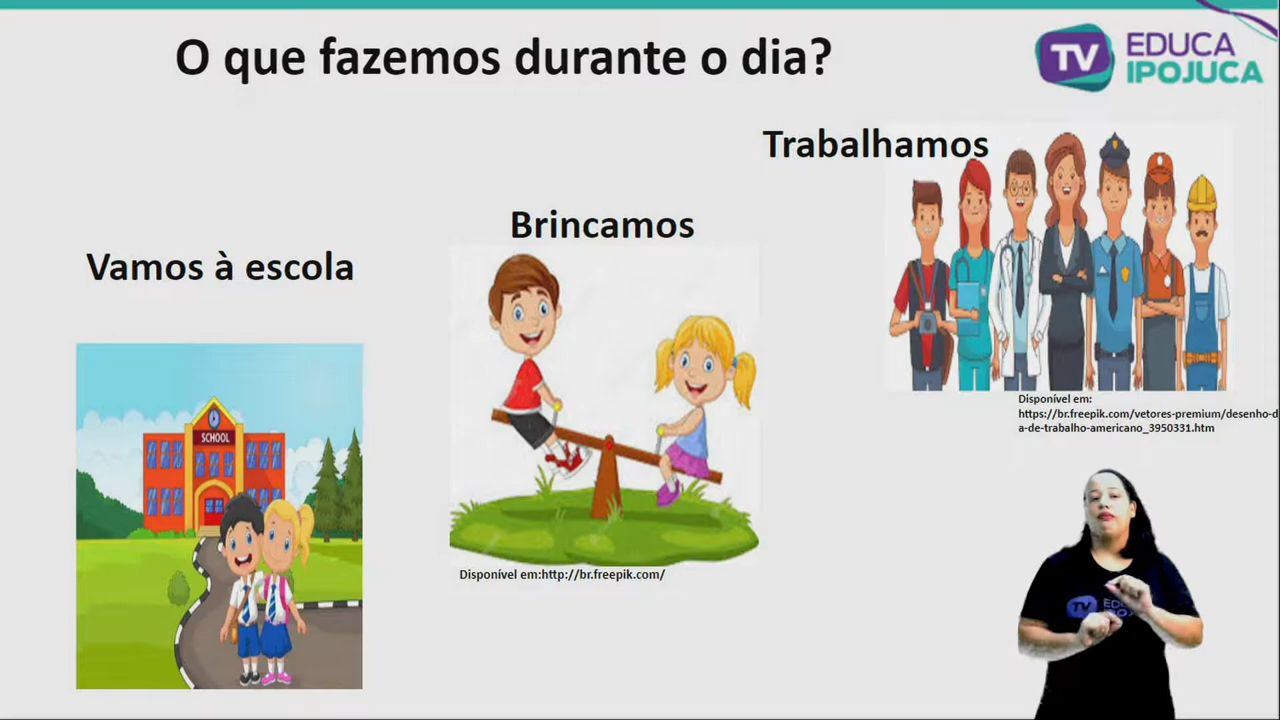 O que fazemos durante o dia?
TV EDUCA
IPOJUCA
Trabalhamos
Brincamos
Vamos à escola
SCHOOL
Disponível em:
https://br.freepik.com/vetores-premium/desenho-d
a-de-trabalho-americano_3950331.htm
Disponível em:http://br.freepik.com/
TV